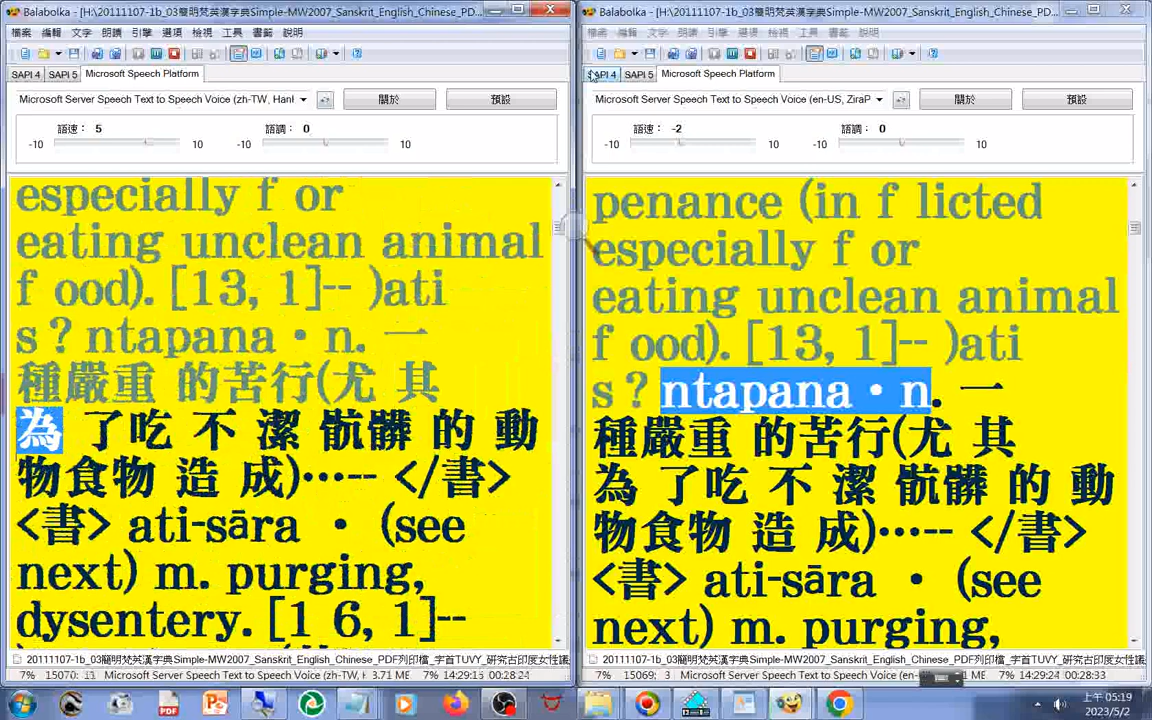 Balabolka - [H:\20111107-1b_03簡明梵英漢字典Simple-MW2007_Sanskrit_English_Chinese_PD...
檔案 編輯 文字 朗讀 引擎 選項 檢視 工具 書籤 說明
SAPI 4 SAPI 5 Microsoft Speech Platform
Microsoft Server Speech Text to Speech Voice (zh-TW, HanH
關於 預設
語速： 5 語調： 0
-10 10 -10 10
especially f or
eating unclean animal
f ood). [13, 1]-- )ati
s？ntapana・n. 一
種嚴重 的苦行(尤 其
為 了吃 不 潔 骯髒 的 動
物食物 造 成)…-- </書>
<書> ati-sāra ・ (see
next) m. purging,
dysentery. [1 6, 1]--
20111107-1b_03簡明梵英漢字典Simple-MW2007_Sanskrit_English_Chinese_PDF列印檔_字首TUVY_研究古印度女性議
7% 15070: 11 Microsoft Server Speech Text to Speech Voice (zh-TW, H 3.71 ME 7% 14:29:15 00:28:24
Balabolka - [H:\20111107-1b_03簡明梵英漢字典Simple-MW2007_Sanskrit_English_Chinese_PD...
檔案 編輯 文字 朗讀 引擎 選項 檢視 工具 書籤 說明
SAPI 4 SAPI 5 Microsoft Speech Platform
Microsoft Server Speech Text to Speech Voice (en-US, ZiraP
關於 預設
語速： -2 語調： 0
-10 10 -10 10
penance (in f licted
especially f or
eating unclean animal
f ood). [13, 1]-- )ati
s？ntapana・n. 一
種嚴重 的苦行(尤 其
為 了吃 不 潔 骯髒 的 動
物食物 造 成)…-- </書>
<書> ati-sāra ・ (see
next) m. purging,
20111107-1b_03簡明梵英漢字典Simple-MW2007_Sanskrit_English_Chinese_PDF列印檔_字首TUVY_研究古印度女性議
7% 15069: 3 Microsoft Server Speech Text to Speech Voice ME 7% 14:29:24 00:28:33
上午 05:19
2023/5/2